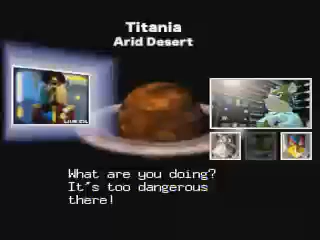 Titania
Arid Desert
What are you doing?
It's too dangerous
there!